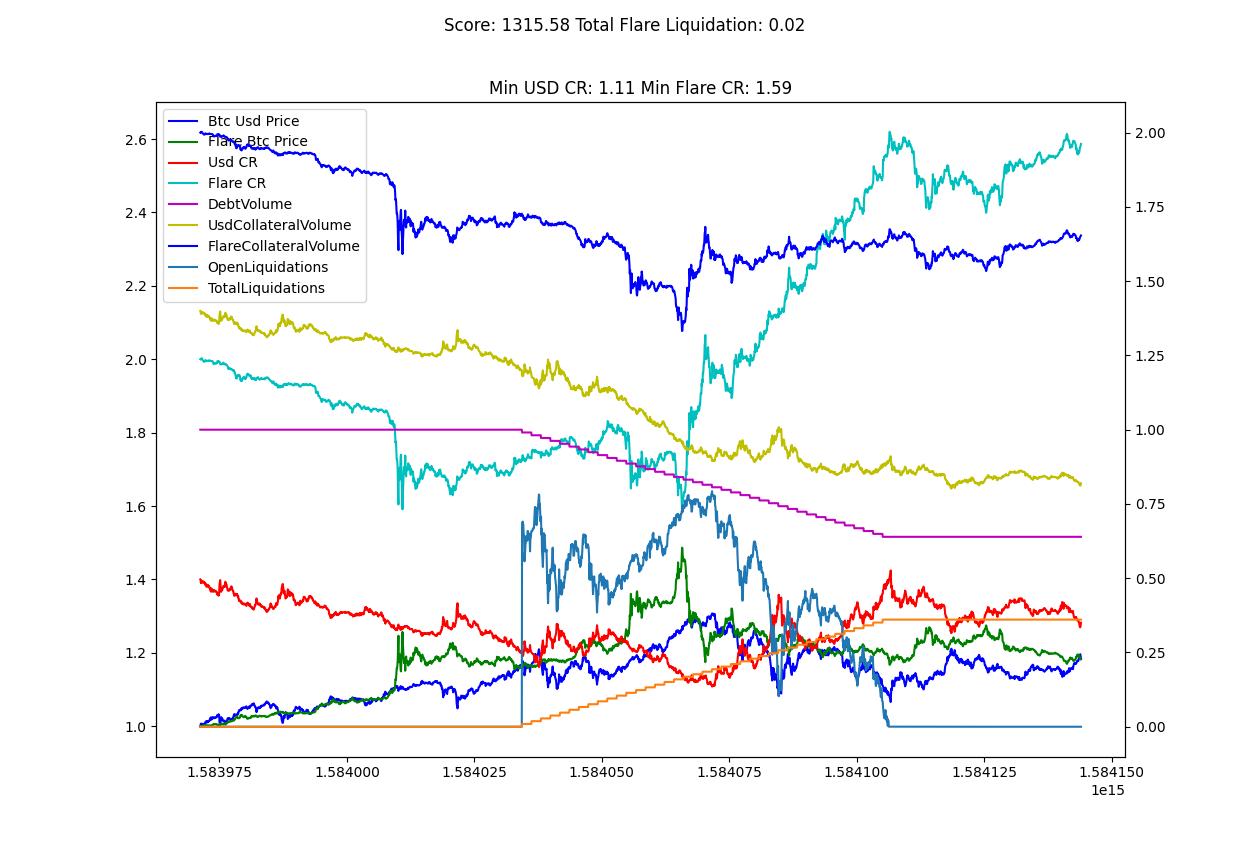 Score: 1315.58 Total Flare Liquidation: 0.02
Min USD CR: 1.11 Min Flare CR: 1.59
Btc Usd Price
Flare Btc Price
Usd CR
Flare CR
DebtVolume
UsdCollateralVolume
FlareCollateralVolume
OpenLiquidations
TotalLiquidations
2.6
2.4
2.2
2.0
1.8
1.6
1.4
1.2
1.0
2.00
1.75
1.50
1.25
1.00
0.75
0.50
0.25
0.00
1.583975 1.584000 1.584025 1.584050 1.584075 1.584100 1.584125 1.584150
1e15